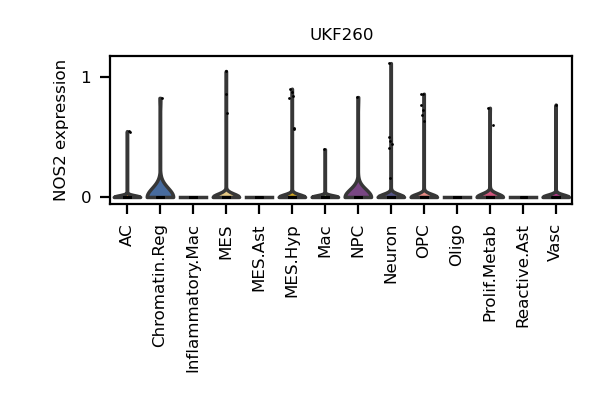 UKF260
NOS2 expression
1
0
AC
Chromatin.Reg
Inflammatory.Mac
MES
MES.Ast
MES.Hyp
Mac
NPC
Neuron
OPC
Oligo
Prolif.Metab
Reactive.Ast
Vasc